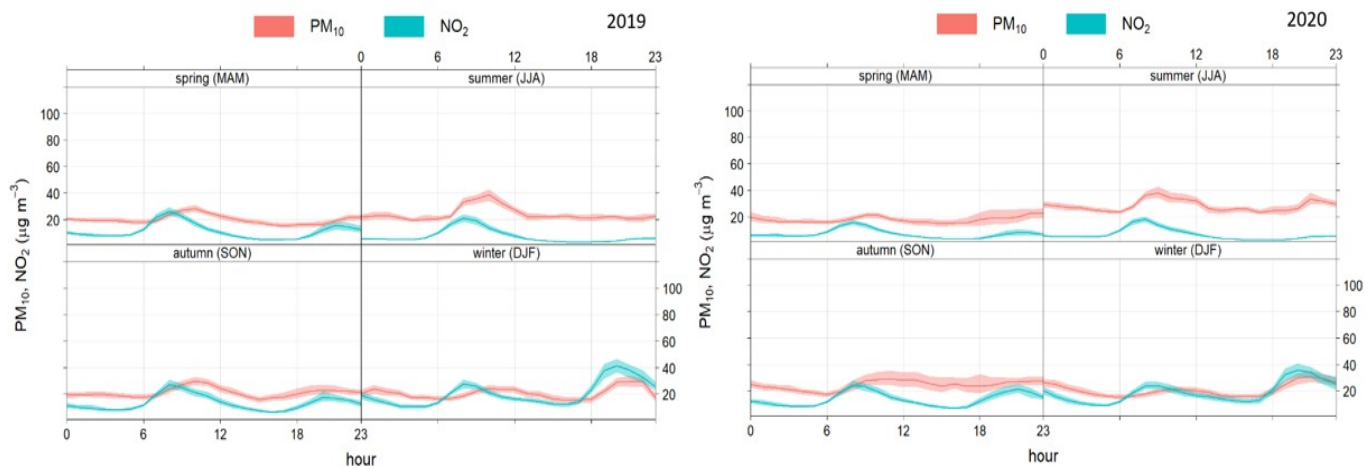 PM10 NO2 2019
0 6 12 18 23
spring (MAM) summer (JJA)
100
80
60
40
20
autumn (SON) winter (DJF)
100
80
60
40
20
0 6 12 18 23
hour
PM10, NO2 (µg m−3)
PM10 NO2 2020
0 6 12 18 23
spring (MAM) summer (JJA)
100
80
60
40
20
autumn (SON) winter (DJF)
100
80
60
40
20
0 6 12 18 23
hour
PM10, NO2 (µg m−3)